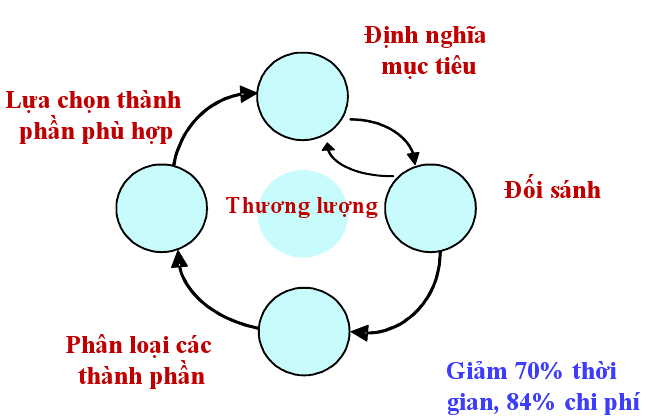 Định nghĩa
mục tiêu
Lựa chọn thành
phần phù hợp
Thương lượng
Đối sánh
Phân loại các
thành phần
Giảm 70% thời
gian, 84% chi phí